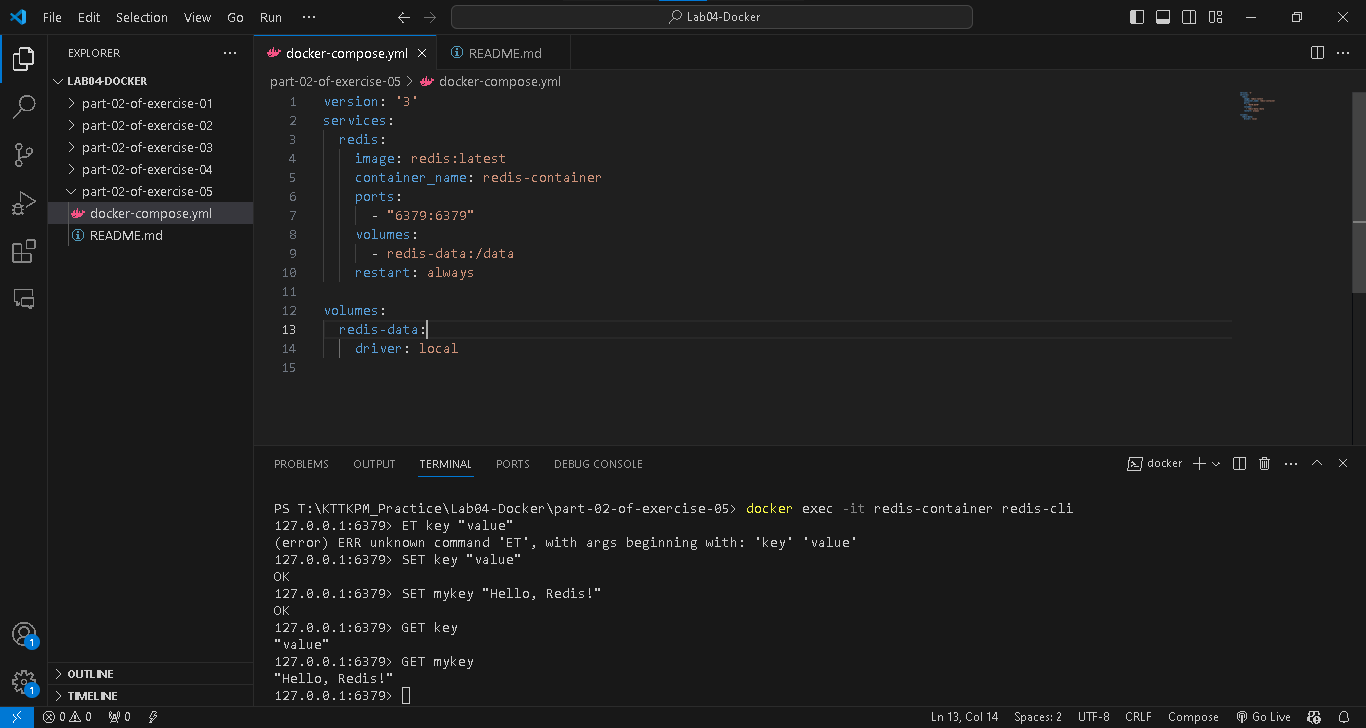 File Edit Selection View Go Run ··· Lab04-Docker
EXPLORER ···
LAB04-DOCKER
part-02-of-exercise-01
part-02-of-exercise-02
part-02-of-exercise-03
part-02-of-exercise-04
part-02-of-exercise-05
docker-compose.yml
README.md
OUTLINE
TIMELINE
1
1
docker-compose.yml README.md ···
part-02-of-exercise-05 > docker-compose.yml
1 version: '3'
2 services:
3 redis:
4 image: redis:latest
5 container_name: redis-container
6 ports:
7 - "6379:6379"
8 volumes:
9 - redis-data:/data
10 restart: always
11
12 volumes:
13 redis-data:
14 driver: local
15
PROBLEMS OUTPUT TERMINAL PORTS DEBUG CONSOLE docker ···
PS T:\KTTKPM_Practice\Lab04-Docker\part-02-of-exercise-05> docker exec -it redis-container redis-cli
127.0.0.1:6379> ET key "value"
(error) ERR unknown command 'ET', with args beginning with: 'key' 'value'
127.0.0.1:6379> SET key "value"
OK
127.0.0.1:6379> SET mykey "Hello, Redis!"
OK
127.0.0.1:6379> GET key
"value"
127.0.0.1:6379> GET mykey
"Hello, Redis!"
127.0.0.1:6379>
0 0 0 Ln 13, Col 14 Spaces: 2 UTF-8 CRLF Compose Go Live